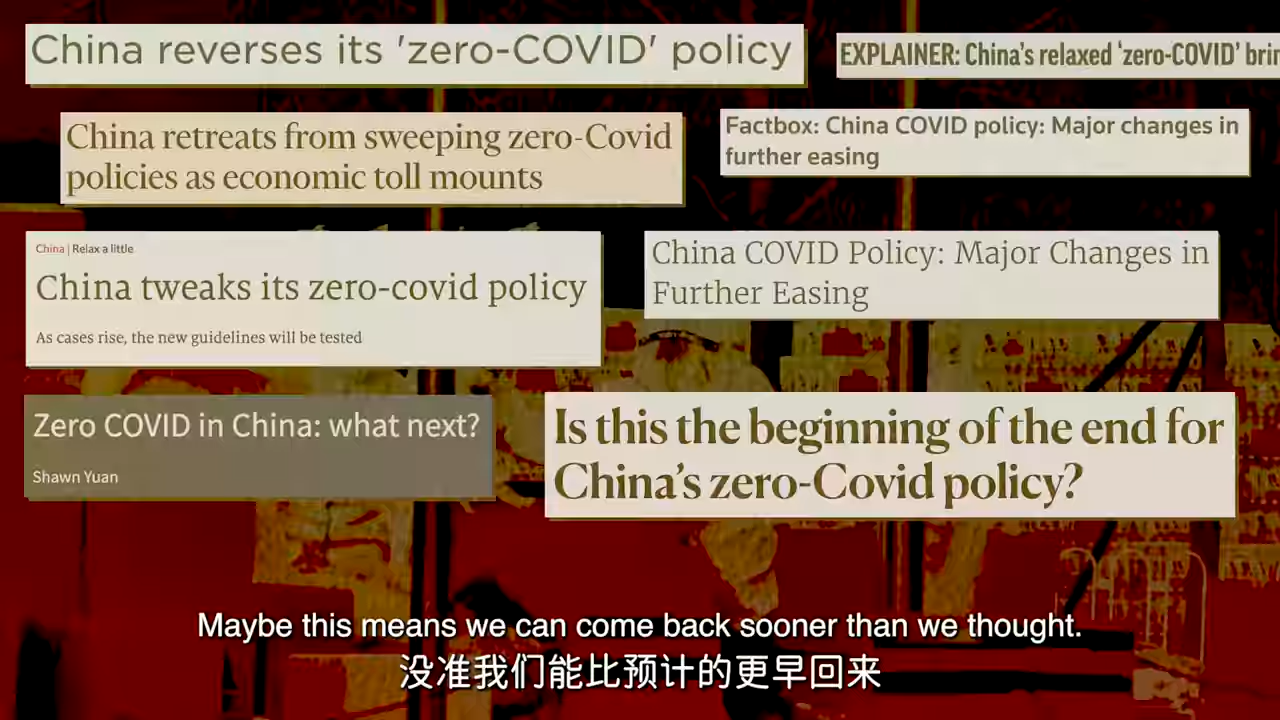 China reverses its 'zero-COVID' policy
EXPLAINER: China's relaxed 'zero-COVID'
China retreats from sweeping zero-Covid
policies as economic toll mounts
Factbox: China COVID policy: Major changes in
further easing
China | Relax a little
China tweaks its zero-covid policy
As cases rise, the new guidelines will be tested
China COVID Policy: Major Changes in
Further Easing
Zero COVID in China: what next?
Shawn Yuan
Is this the beginning of the end for
China's zero-Covid policy?
Maybe this means we can come back sooner than we thought.
没准我们能比预计的更早回来